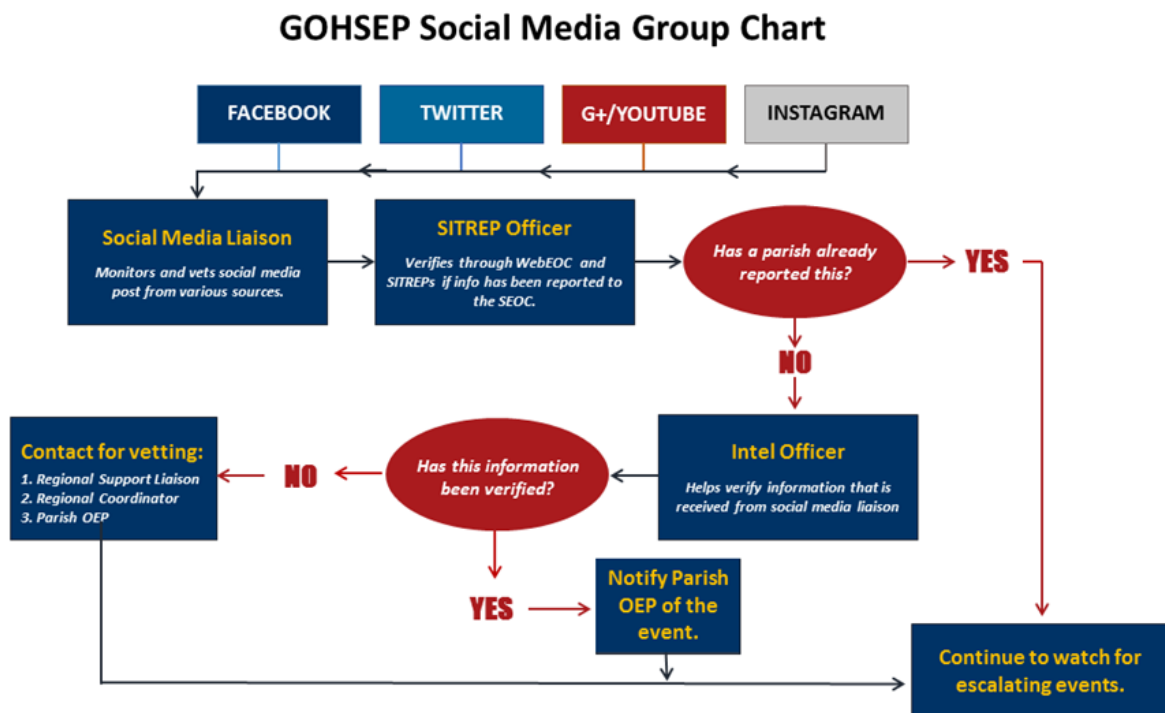 GOHSEP Social Media Group Chart
FACEBOOK
TWITTER
G+/YOUTUBE
INSTAGRAM
Social Media Liaison
Monitors and vets social media
post from various sources.
SITREP Officer
Verifies through WebEOC and
SITREPs if info has been reported to
the SEOC.
Has a parish already
reported this?
YES
NO
Contact for vetting:
1. Regional Support Liaison
2. Regional Coordinator
3. Parish OEP
NO
Has this information
been verified?
Intel Officer
Helps verify information that is
received from social media liaison
YES
Notify Parish
OEP of the
event.
Continue to watch for
escalating events.